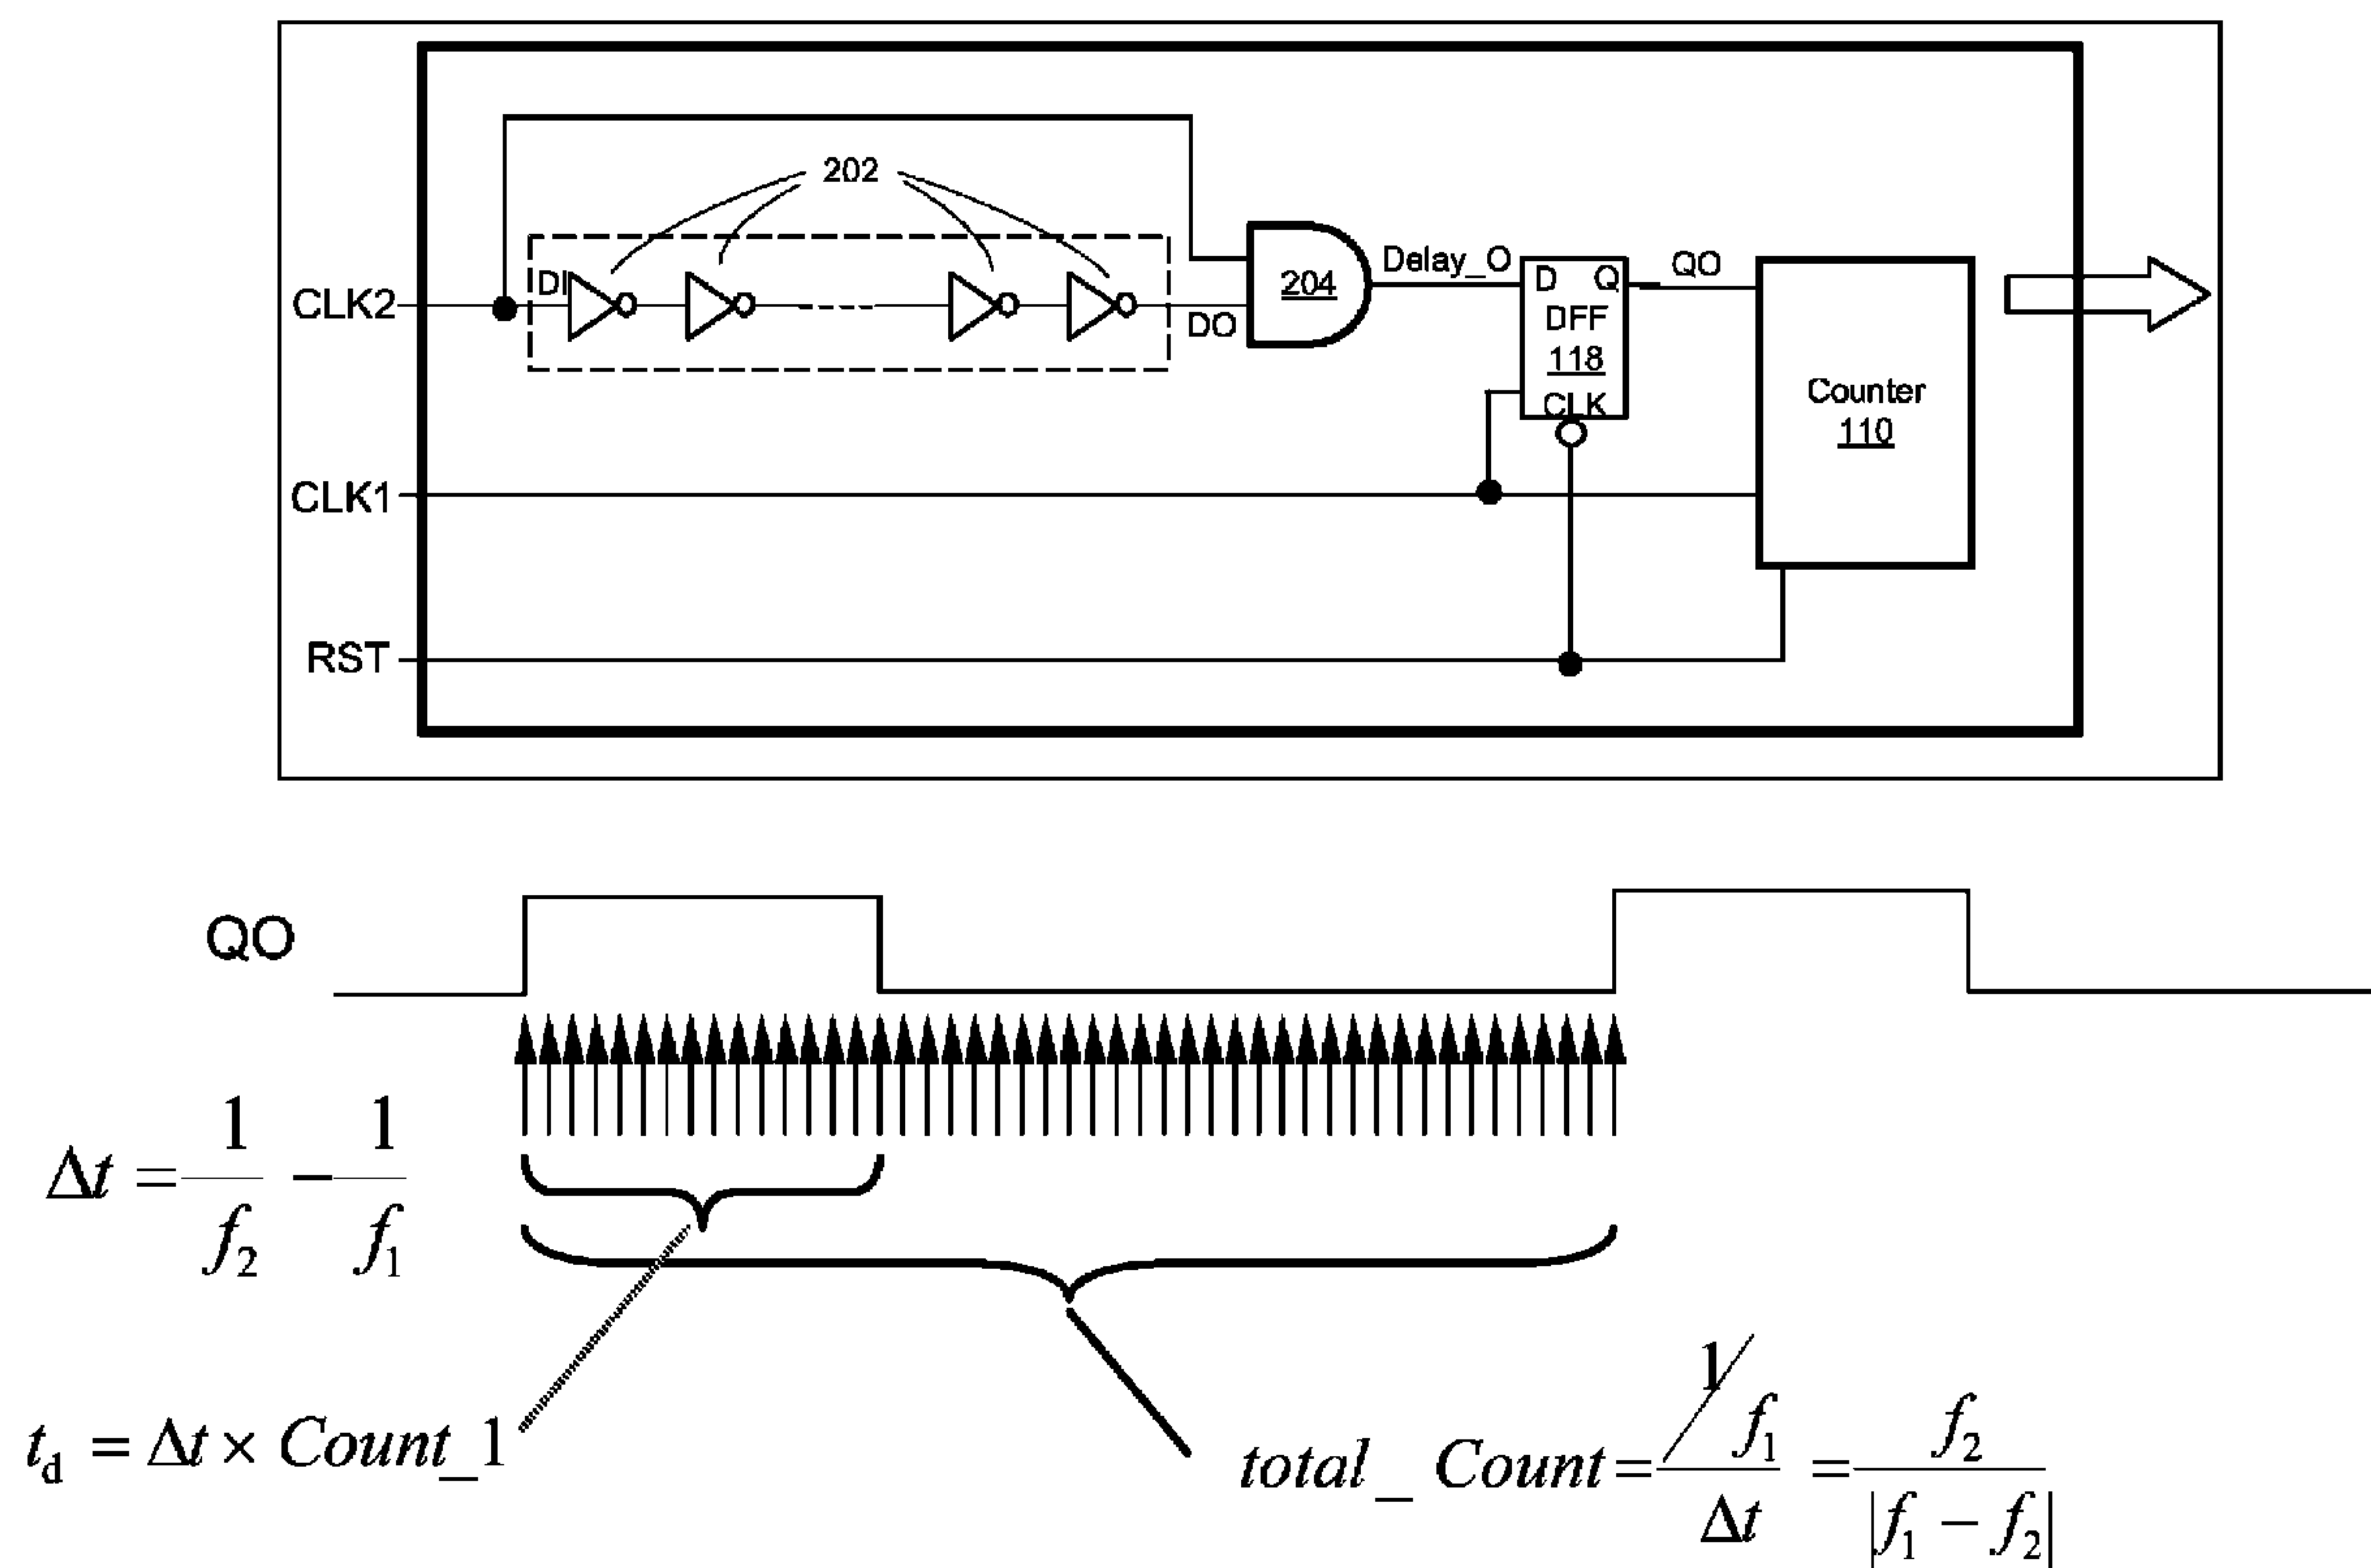 202
CLK2
DI
DO
204
Delay_O
D Q
DFF
118
CLK
QO
Counter
110
CLK1
RST
QO
Δt = 1/f₂ − 1/f₁
t_d = Δt × Count_1
total_Count = (1/f₁)/Δt = f₂/|f₁ − f₂|